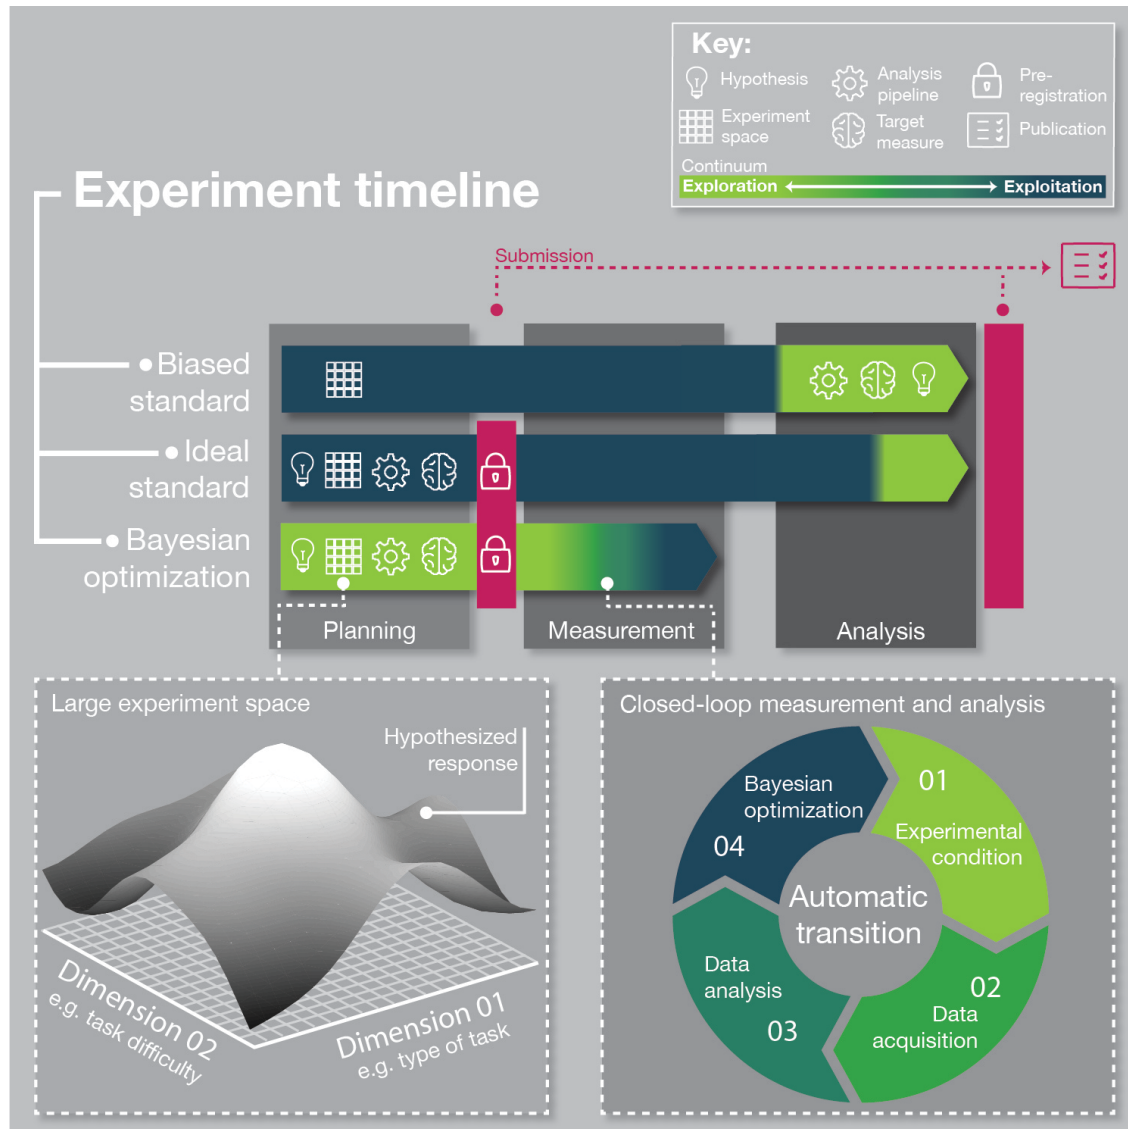 Key:
Hypothesis
Analysis
pipeline
Pre-
registration
Experiment
space
Target
measure
Publication
Continuum
Exploration
Exploitation
Experiment timeline
Submission
Biased
standard
Ideal
standard
Bayesian
optimization
Planning
Measurement
Analysis
Large experiment space
Hypothesized
response
Dimension 02
e.g. task difficulty
Dimension 01
e.g. type of task
Closed-loop measurement and analysis
01
Experimental
condition
02
Data
acquisition
Data
analysis
03
Bayesian
optimization
04
Automatic
transition